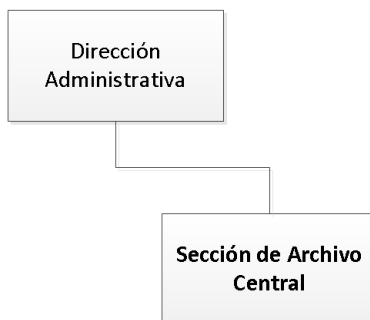 Dirección
Administrativa
Sección de Archivo
Central